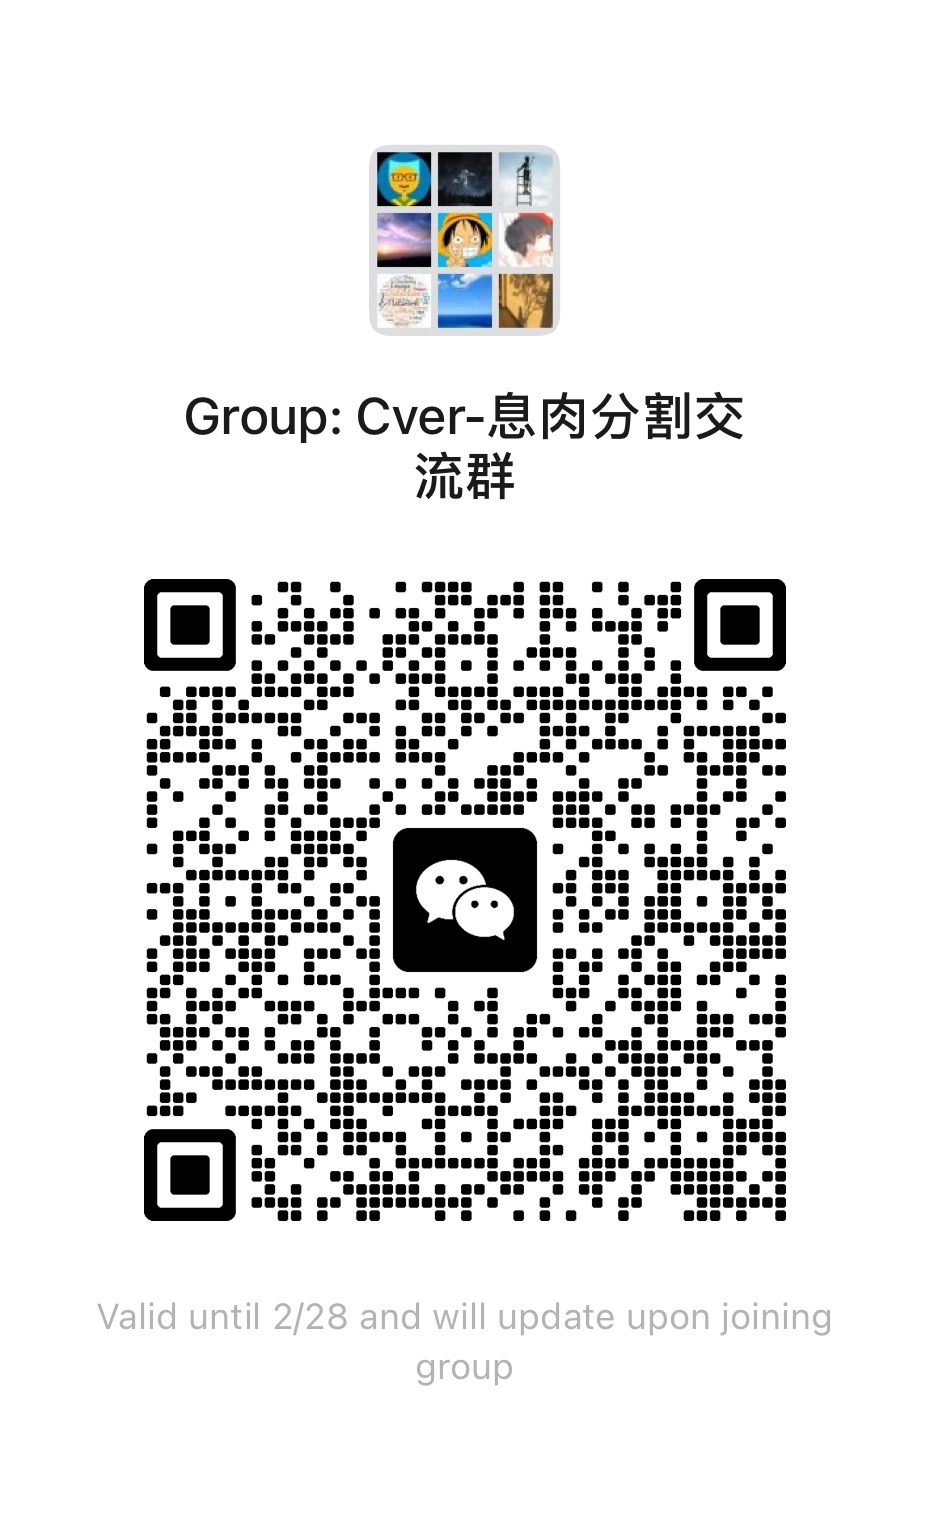 Group: Cver-息肉分割交
流群
Valid until 2/28 and will update upon joining
group